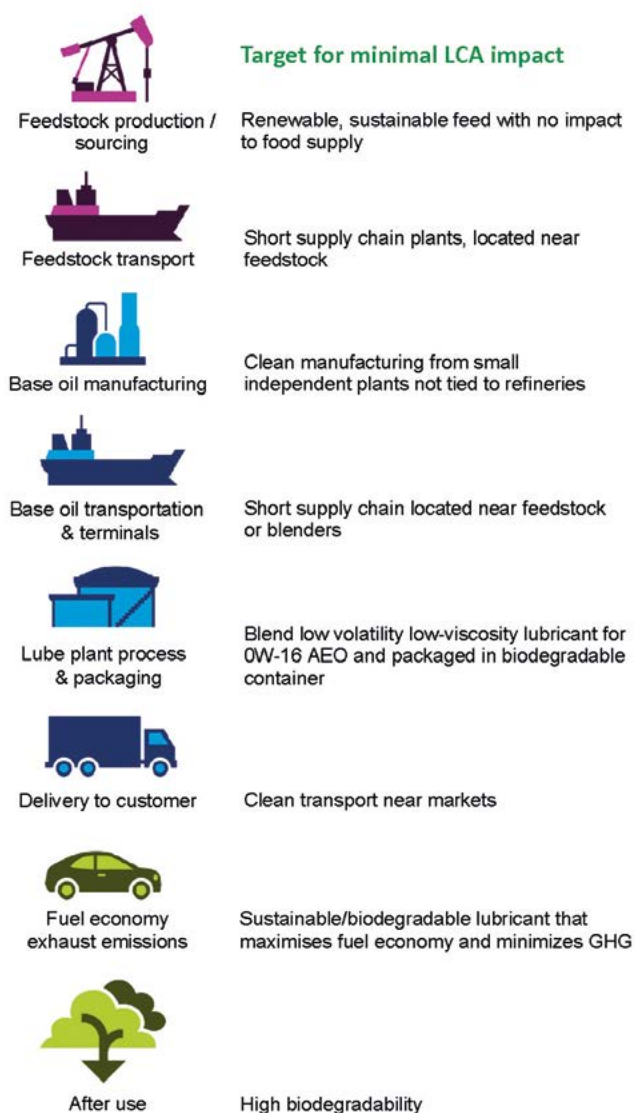 Target for minimal LCA impact
Feedstock production /
sourcing
Renewable, sustainable feed with no impact
to food supply
Feedstock transport
Short supply chain plants, located near
feedstock
Base oil manufacturing
Clean manufacturing from small
independent plants not tied to refineries
Base oil transportation
& terminals
Short supply chain located near feedstock
or blenders
Lube plant process
& packaging
Blend low volatility low-viscosity lubricant for
0W-16 AEO and packaged in biodegradable
container
Delivery to customer
Clean transport near markets
Fuel economy
exhaust emissions
Sustainable/biodegradable lubricant that
maximises fuel economy and minimizes GHG
After use
High biodegradability